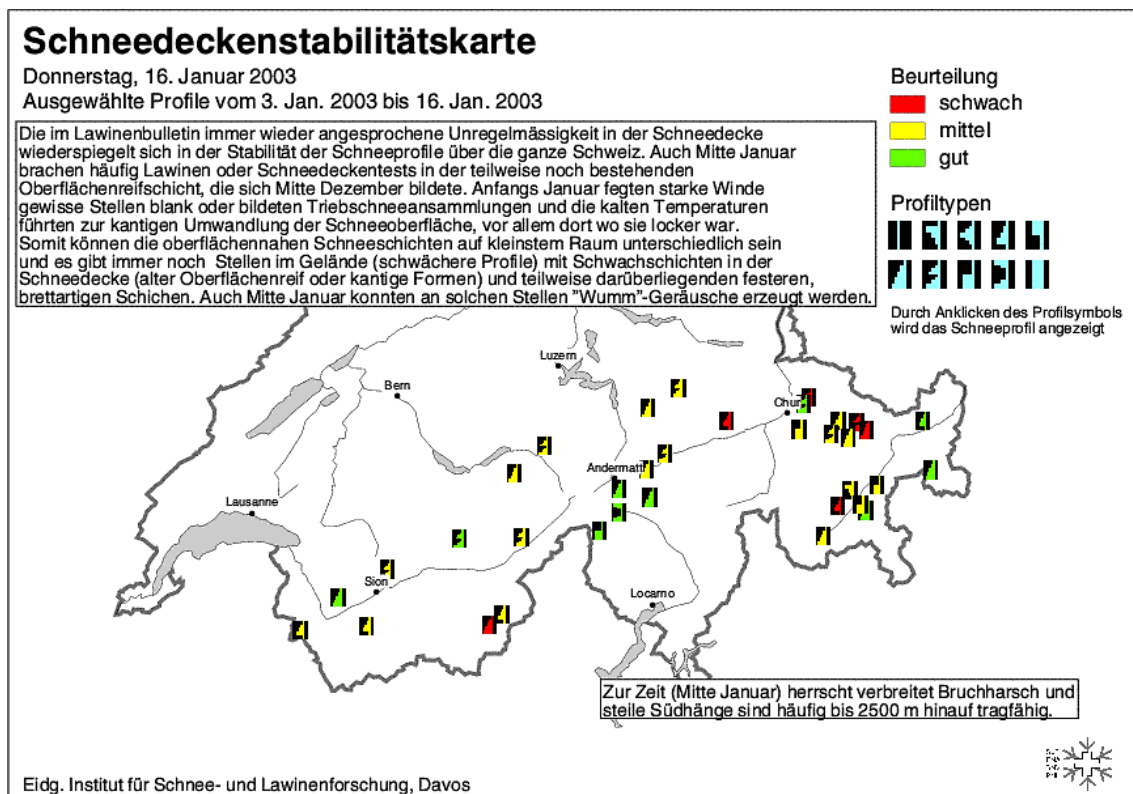 Schneedeckenstabilitätskarte
Donnerstag, 16. Januar 2003
Ausgewählte Profile vom 3. Jan. 2003 bis 16. Jan. 2003
Die im Lawinenbulletin immer wieder angesprochene Unregelmässigkeit in der Schneedecke
wiederspiegelt sich in der Stabilität der Schneeprofile über die ganze Schweiz. Auch Mitte Januar
brachen häufig Lawinen oder Schneedeckentests in der teilweise noch bestehenden
Oberflächenreifschicht, die sich Mitte Dezember bildete. Anfangs Januar fegten starke Winde
gewisse Stellen blank oder bildeten Triebschneeansammlungen und die kalten Temperaturen
führten zur kantigen Umwandlung der Schneeoberfläche, vor allem dort wo sie locker war.
Somit können die oberflächennahen Schneeschichten auf kleinstem Raum unterschiedlich sein
und es gibt immer noch Stellen im Gelände (schwächere Profile) mit Schwachschichten in der
Schneedecke (alter Oberflächenreif oder kantige Formen) und teilweise darüberliegenden festeren,
brettartigen Schichen. Auch Mitte Januar konnten an solchen Stellen "Wumm"-Geräusche erzeugt werden.
Beurteilung
schwach
mittel
gut
Profiltypen
Durch Anklicken des Profilsymbols
wird das Schneeprofil angezeigt
Luzern
Bern
Chur
Andermatt
Lausanne
Sion
Locarno
Zur Zeit (Mitte Januar) herrscht verbreitet Bruchharsch und
steile Südhänge sind häufig bis 2500 m hinauf tragfähig.
Eidg. Institut für Schnee- und Lawinenforschung, Davos